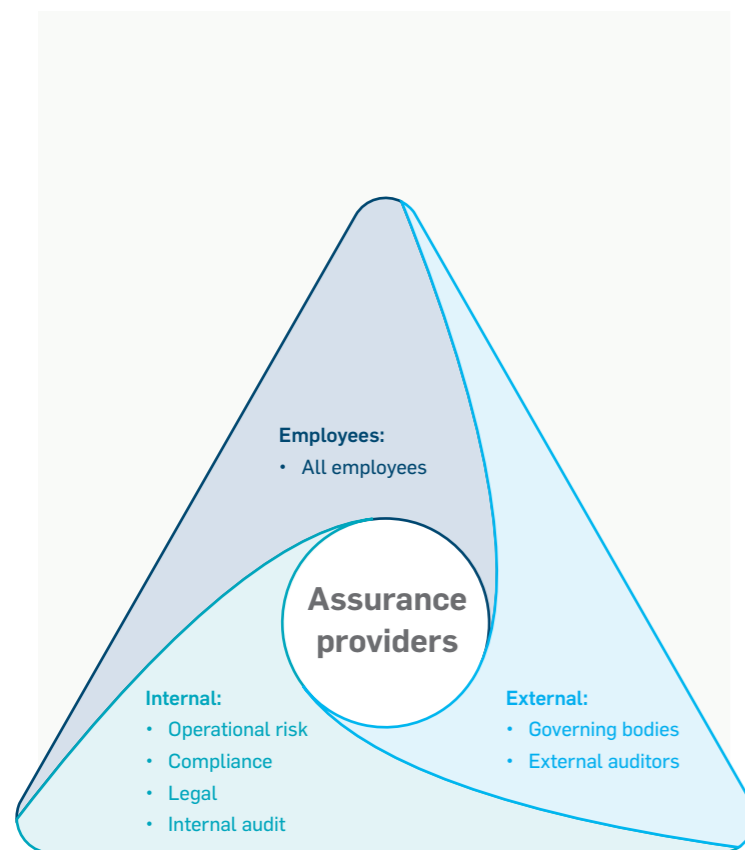 Employees:
• All employees
Assurance
providers
Internal:
• Operational risk
• Compliance
• Legal
• Internal audit
External:
• Governing bodies
• External auditors